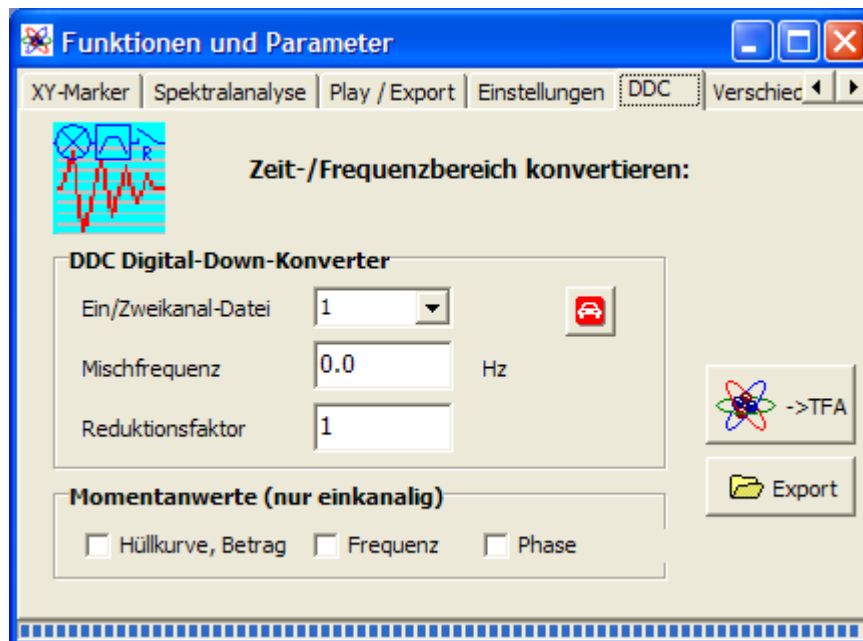 Funktionen und Parameter
XY-Marker Spektralanalyse Play / Export Einstellungen DDC Verschied
R
Zeit-/Frequenzbereich konvertieren:
DDC Digital-Down-Konverter
Ein/Zweikanal-Datei 1
Mischfrequenz 0.0 Hz
Reduktionsfaktor 1
->TFA
Export
Momentanwerte (nur einkanalig)
Hüllkurve, Betrag Frequenz Phase